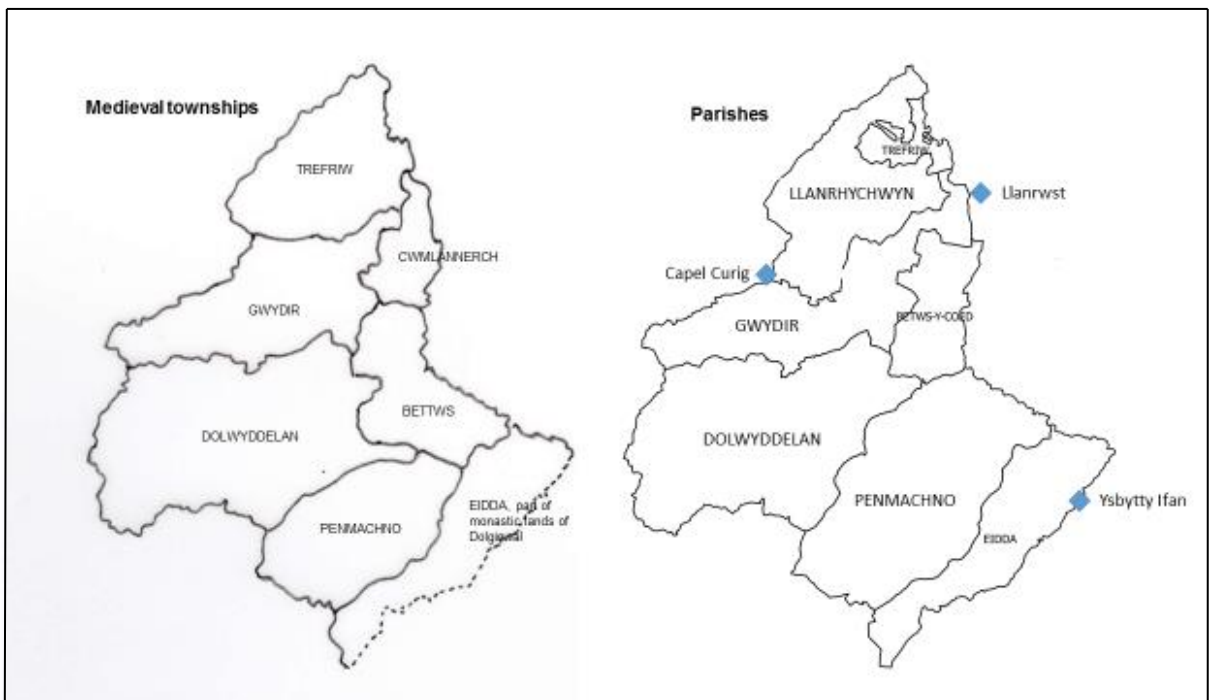 Medieval townships
TREFRIW
CWMLANNERCH
GWYDIR
BETTWS
DOLWYDDELAN
EIDDA, part of
monastic lands of
PENMACHNO
Parishes
TREFRIW
LLANRHYCHWYN
Llanrwst
Capel Curig
GWYDIR
BETWS-Y-COED
DOLWYDDELAN
PENMACHNO
Ysbytty Ifan
EIDDA